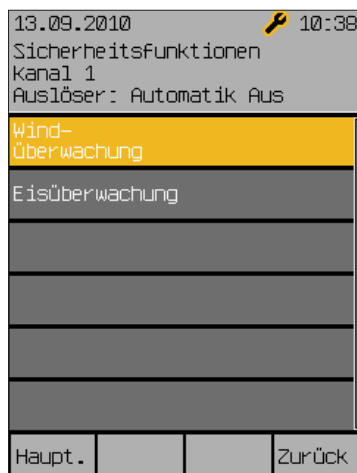 13.09.2010 10:38
Sicherheitsfunktionen
Kanal 1
Auslöser: Automatik Aus
Wind-
überwachung
Eisüberwachung
Haupt. Zurück